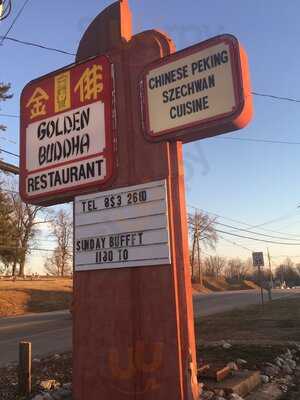 金 佛
GOLDEN
BUDDHA
RESTAURANT
CHINESE PEKING
SZECHWAN
CUISINE
TEL 853 2610
SUNDAY BUFFET
1130 TO